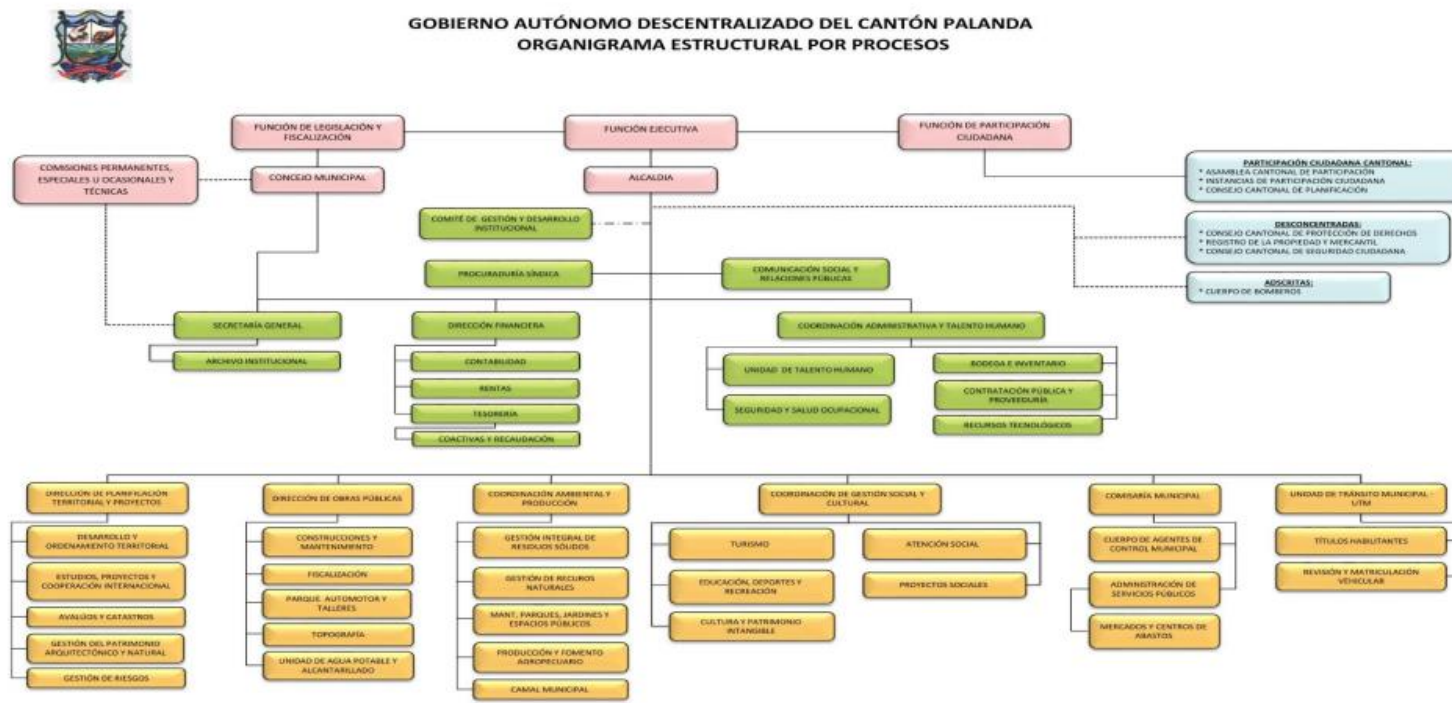 GOBIERNO AUTÓNOMO DESCENTRALIZADO DEL CANTÓN PALANDA
ORGANIGRAMA ESTRUCTURAL POR PROCESOS
FUNCIÓN DE LEGISLACIÓN Y
FISCALIZACIÓN
FUNCIÓN EJECUTIVA
FUNCIÓN DE PARTICIPACIÓN
CIUDADANA
COMISIONES PERMANENTES,
ESPECIALES U OCASIONALES Y
TÉCNICAS
CONCEJO MUNICIPAL
ALCALDIA
PARTICIPACIÓN CIUDADANA CANTONAL:
* ASAMBLEA CANTONAL DE PARTICIPACIÓN
* INSTANCIAS DE PARTICIPACIÓN CIUDADANA
* CONSEJO CANTONAL DE PLANIFICACIÓN
COMITÉ DE GESTIÓN Y DESARROLLO
INSTITUCIONAL
DESCONCENTRADAS:
* CONSEJO CANTONAL DE PROTECCIÓN DE DERECHOS
* REGISTRO DE LA PROPIEDAD Y MERCANTIL
* CONSEJO CANTONAL DE SEGURIDAD CIUDADANA
PROCURADURÍA SÍNDICA
COMUNICACIÓN SOCIAL Y
RELACIONES PÚBLICAS
ADSCRITAS:
* CUERPO DE BOMBEROS
SECRETARÍA GENERAL
DIRECCIÓN FINANCIERA
COORDINACIÓN ADMINISTRATIVA Y TALENTO HUMANO
ARCHIVO INSTITUCIONAL
CONTABILIDAD
RENTAS
TESORERÍA
COACTIVAS Y RECAUDACIÓN
UNIDAD DE TALENTO HUMANO
SEGURIDAD Y SALUD OCUPACIONAL
BODEGA E INVENTARIO
CONTRATACIÓN PÚBLICA Y
PROVEEDURÍA
RECURSOS TECNOLÓGICOS
DIRECCIÓN DE PLANIFICACIÓN
TERRITORIAL Y PROYECTOS
DESARROLLO Y
ORDENAMIENTO TERRITORIAL
ESTUDIOS, PROYECTOS Y
COOPERACIÓN INTERNACIONAL
AVALÚOS Y CATASTROS
GESTIÓN DEL PATRIMONIO
ARQUITECTÓNICO Y NATURAL
GESTIÓN DE RIESGOS
DIRECCIÓN DE OBRAS PÚBLICAS
CONSTRUCCIONES Y
MANTENIMIENTO
FISCALIZACIÓN
PARQUE AUTOMOTOR Y
TALLERES
TOPOGRAFÍA
UNIDAD DE AGUA POTABLE Y
ALCANTARILLADO
COORDINACIÓN AMBIENTAL Y
PRODUCCIÓN
GESTIÓN INTEGRAL DE
RESIDUOS SÓLIDOS
GESTIÓN DE RECUROS
NATURALES
MANT. PARQUES, JARDINES Y
ESPACIOS PÚBLICOS
PRODUCCIÓN Y FOMENTO
AGROPECUARIO
CAMAL MUNICIPAL
COORDINACIÓN DE GESTIÓN SOCIAL Y
CULTURAL
TURISMO
EDUCACIÓN, DEPORTES Y
RECREACIÓN
CULTURA Y PATRIMONIO
INTANGIBLE
ATENCIÓN SOCIAL
PROYECTOS SOCIALES
COMISARÍA MUNICIPAL
CUERPO DE AGENTES DE
CONTROL MUNICIPAL
ADMINISTRACIÓN DE
SERVICIOS PÚBLICOS
MERCADOS Y CENTROS DE
ABASTOS
UNIDAD DE TRÁNSITO MUNICIPAL -
UTM
TÍTULOS HABILITANTES
REVISIÓN Y MATRICULACIÓN
VEHICULAR